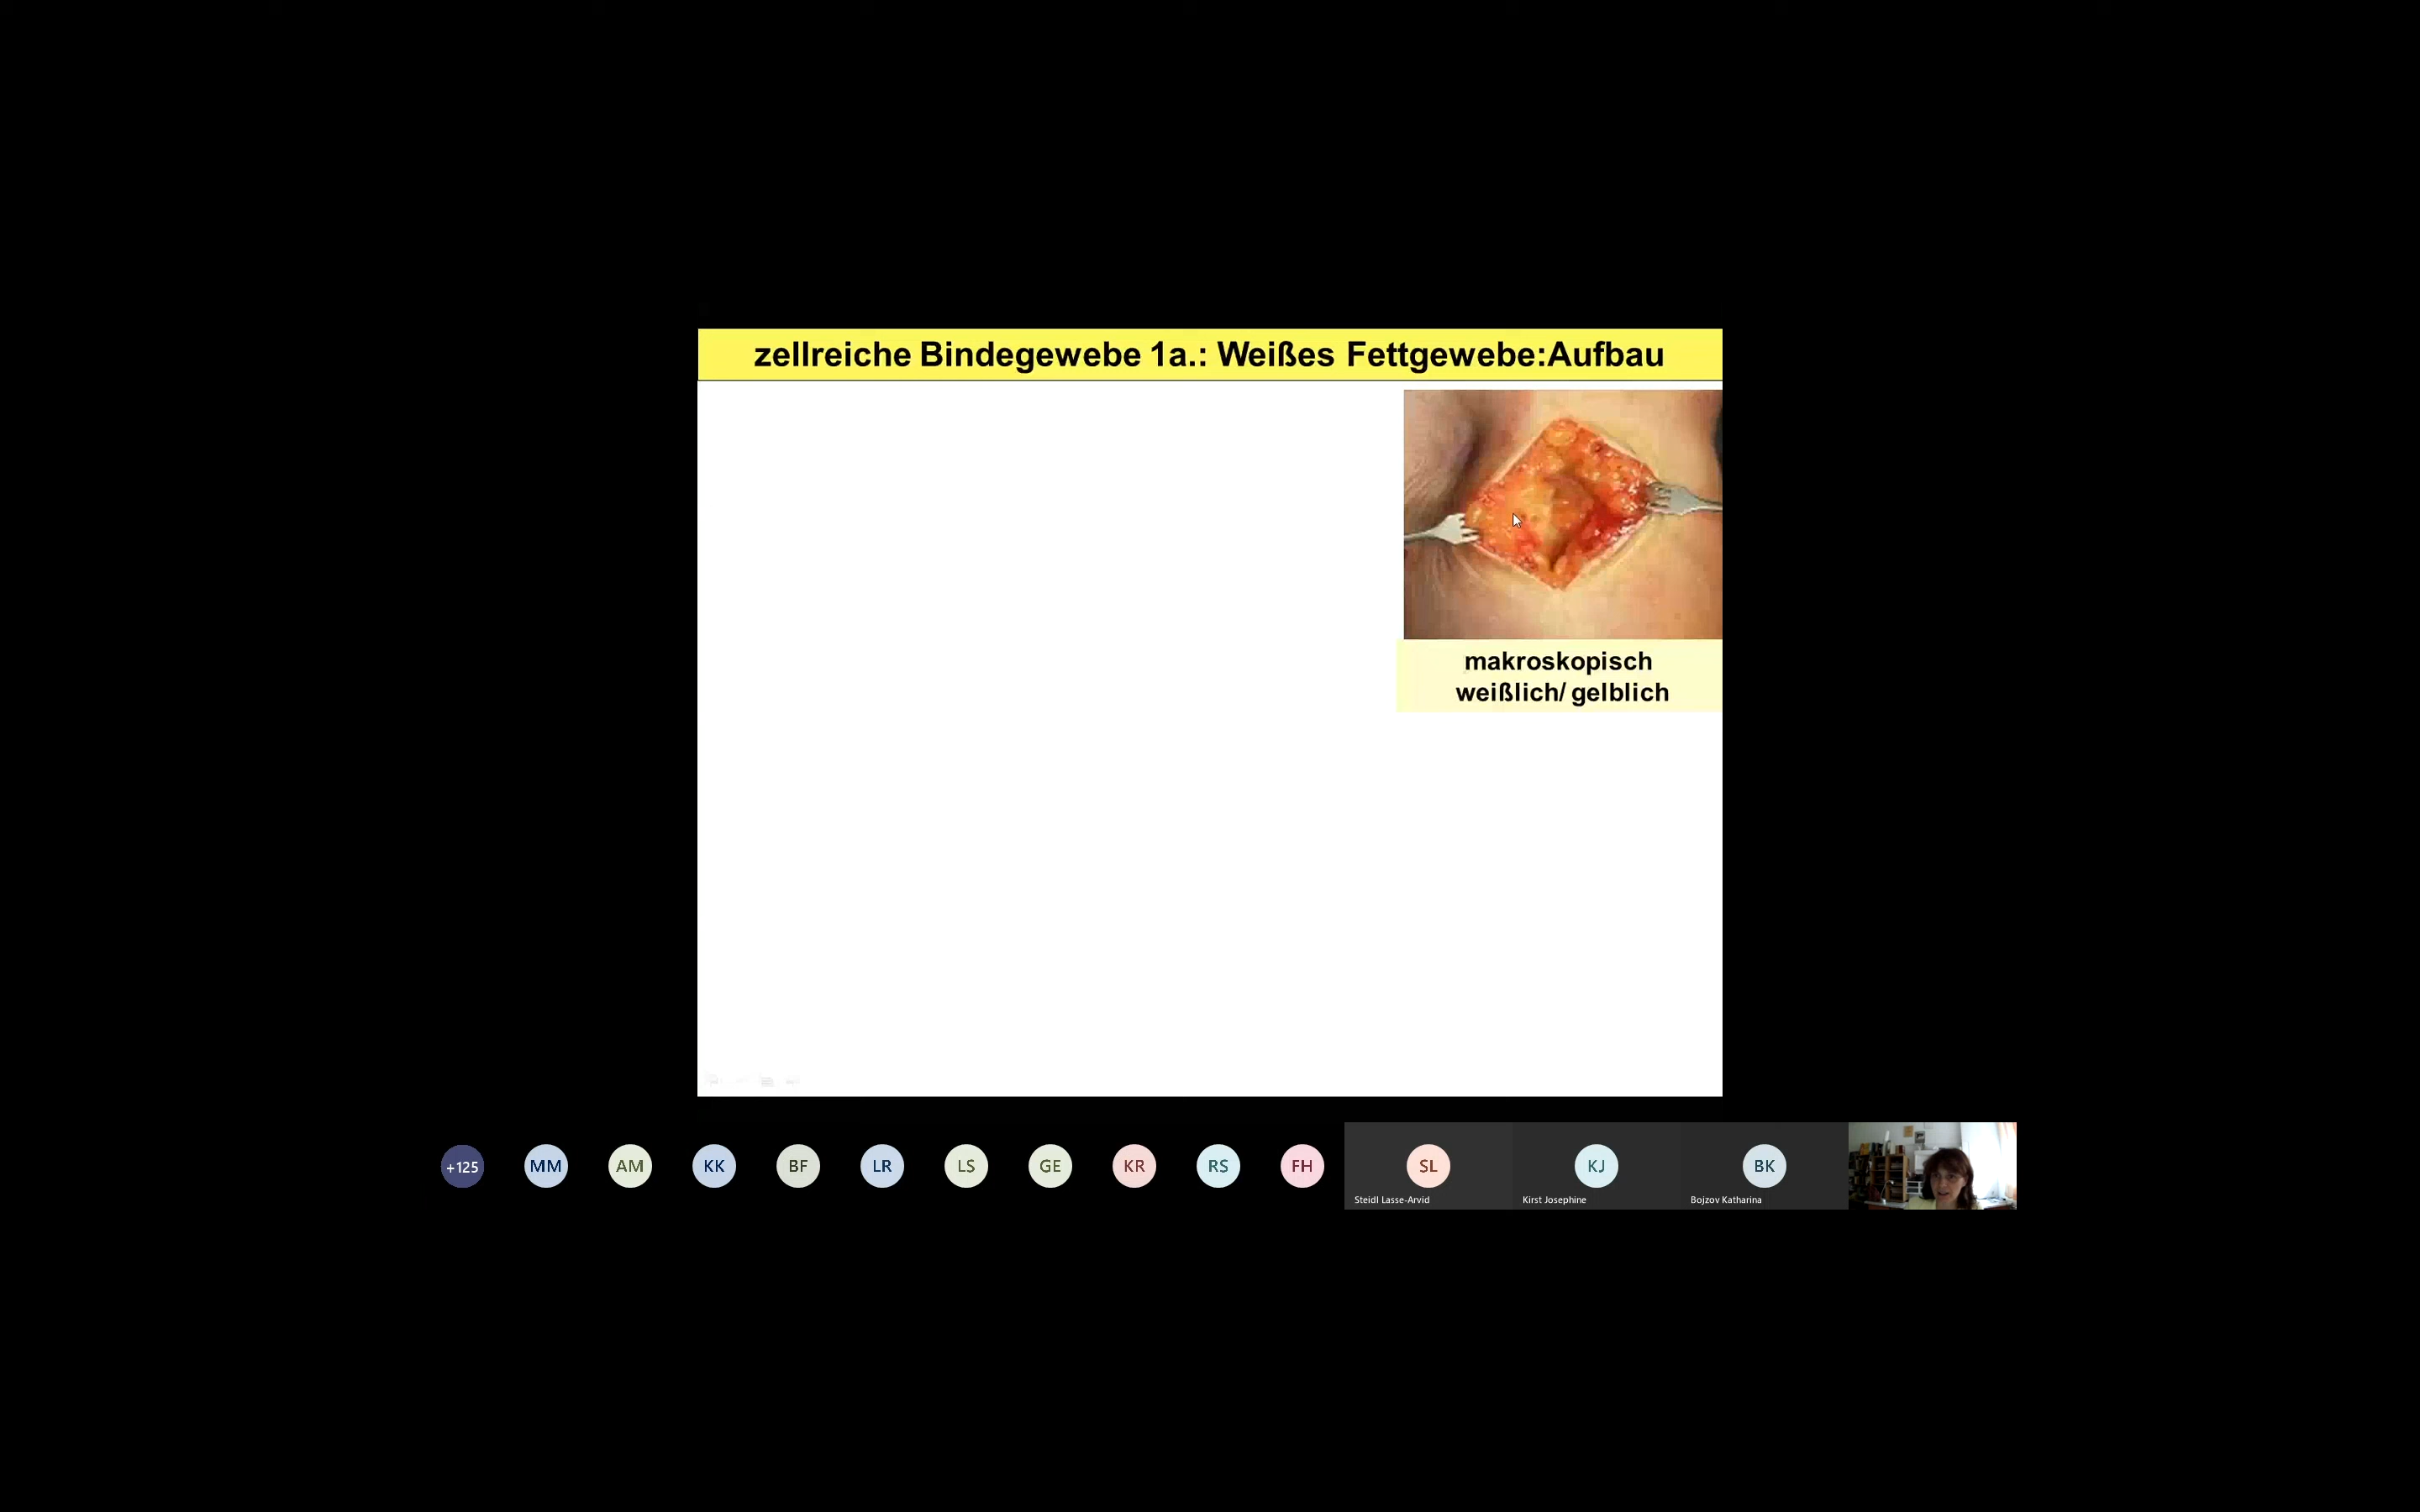 zellreiche Bindegewebe 1a.: Weißes Fettgewebe:Aufbau
makroskopisch
weißlich/ gelblich
+125
MM
AM
KK
BF
LR
LS
GE
KR
RS
FH
SL
KJ
BK
Steidl Lasse-Arvid
Kirst Josephine
Bojzov Katharina